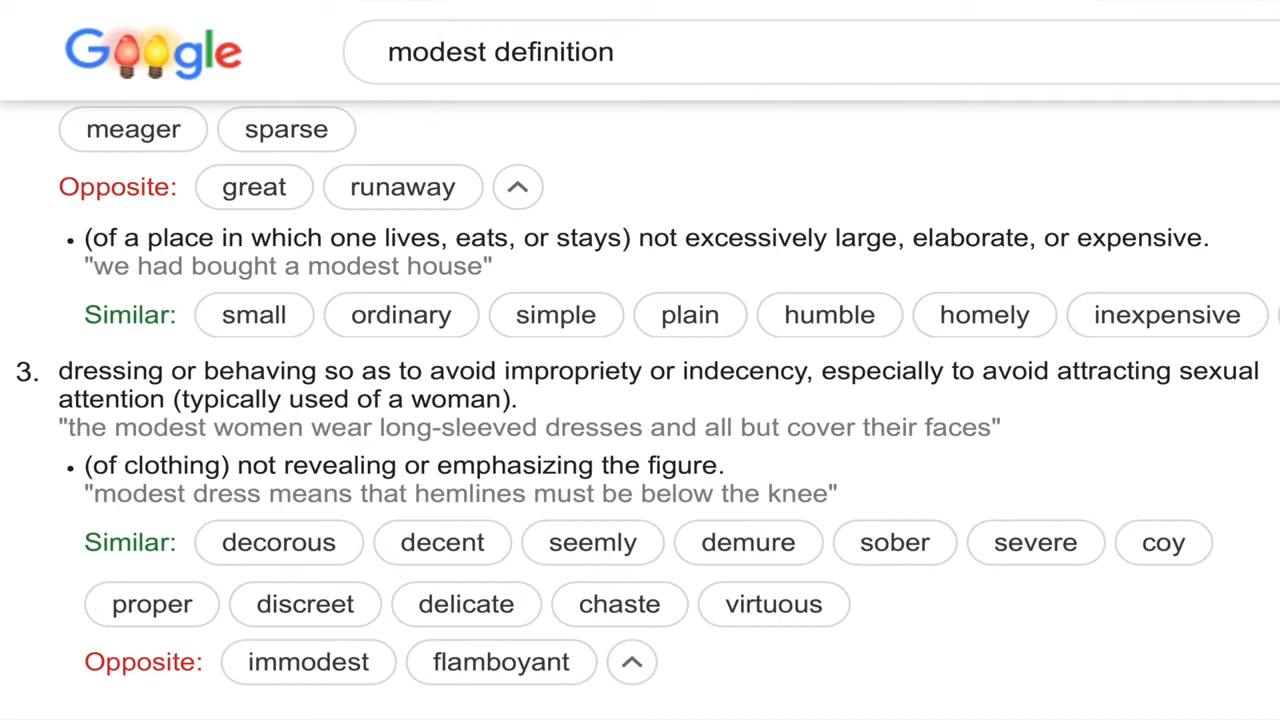 Google
modest definition
meager sparse
Opposite: great runaway
• (of a place in which one lives, eats, or stays) not excessively large, elaborate, or expensive.
"we had bought a modest house"
Similar: small ordinary simple plain humble homely inexpensive
3. dressing or behaving so as to avoid impropriety or indecency, especially to avoid attracting sexual
attention (typically used of a woman).
"the modest women wear long-sleeved dresses and all but cover their faces"
• (of clothing) not revealing or emphasizing the figure.
"modest dress means that hemlines must be below the knee"
Similar: decorous decent seemly demure sober severe coy
proper discreet delicate chaste virtuous
Opposite: immodest flamboyant